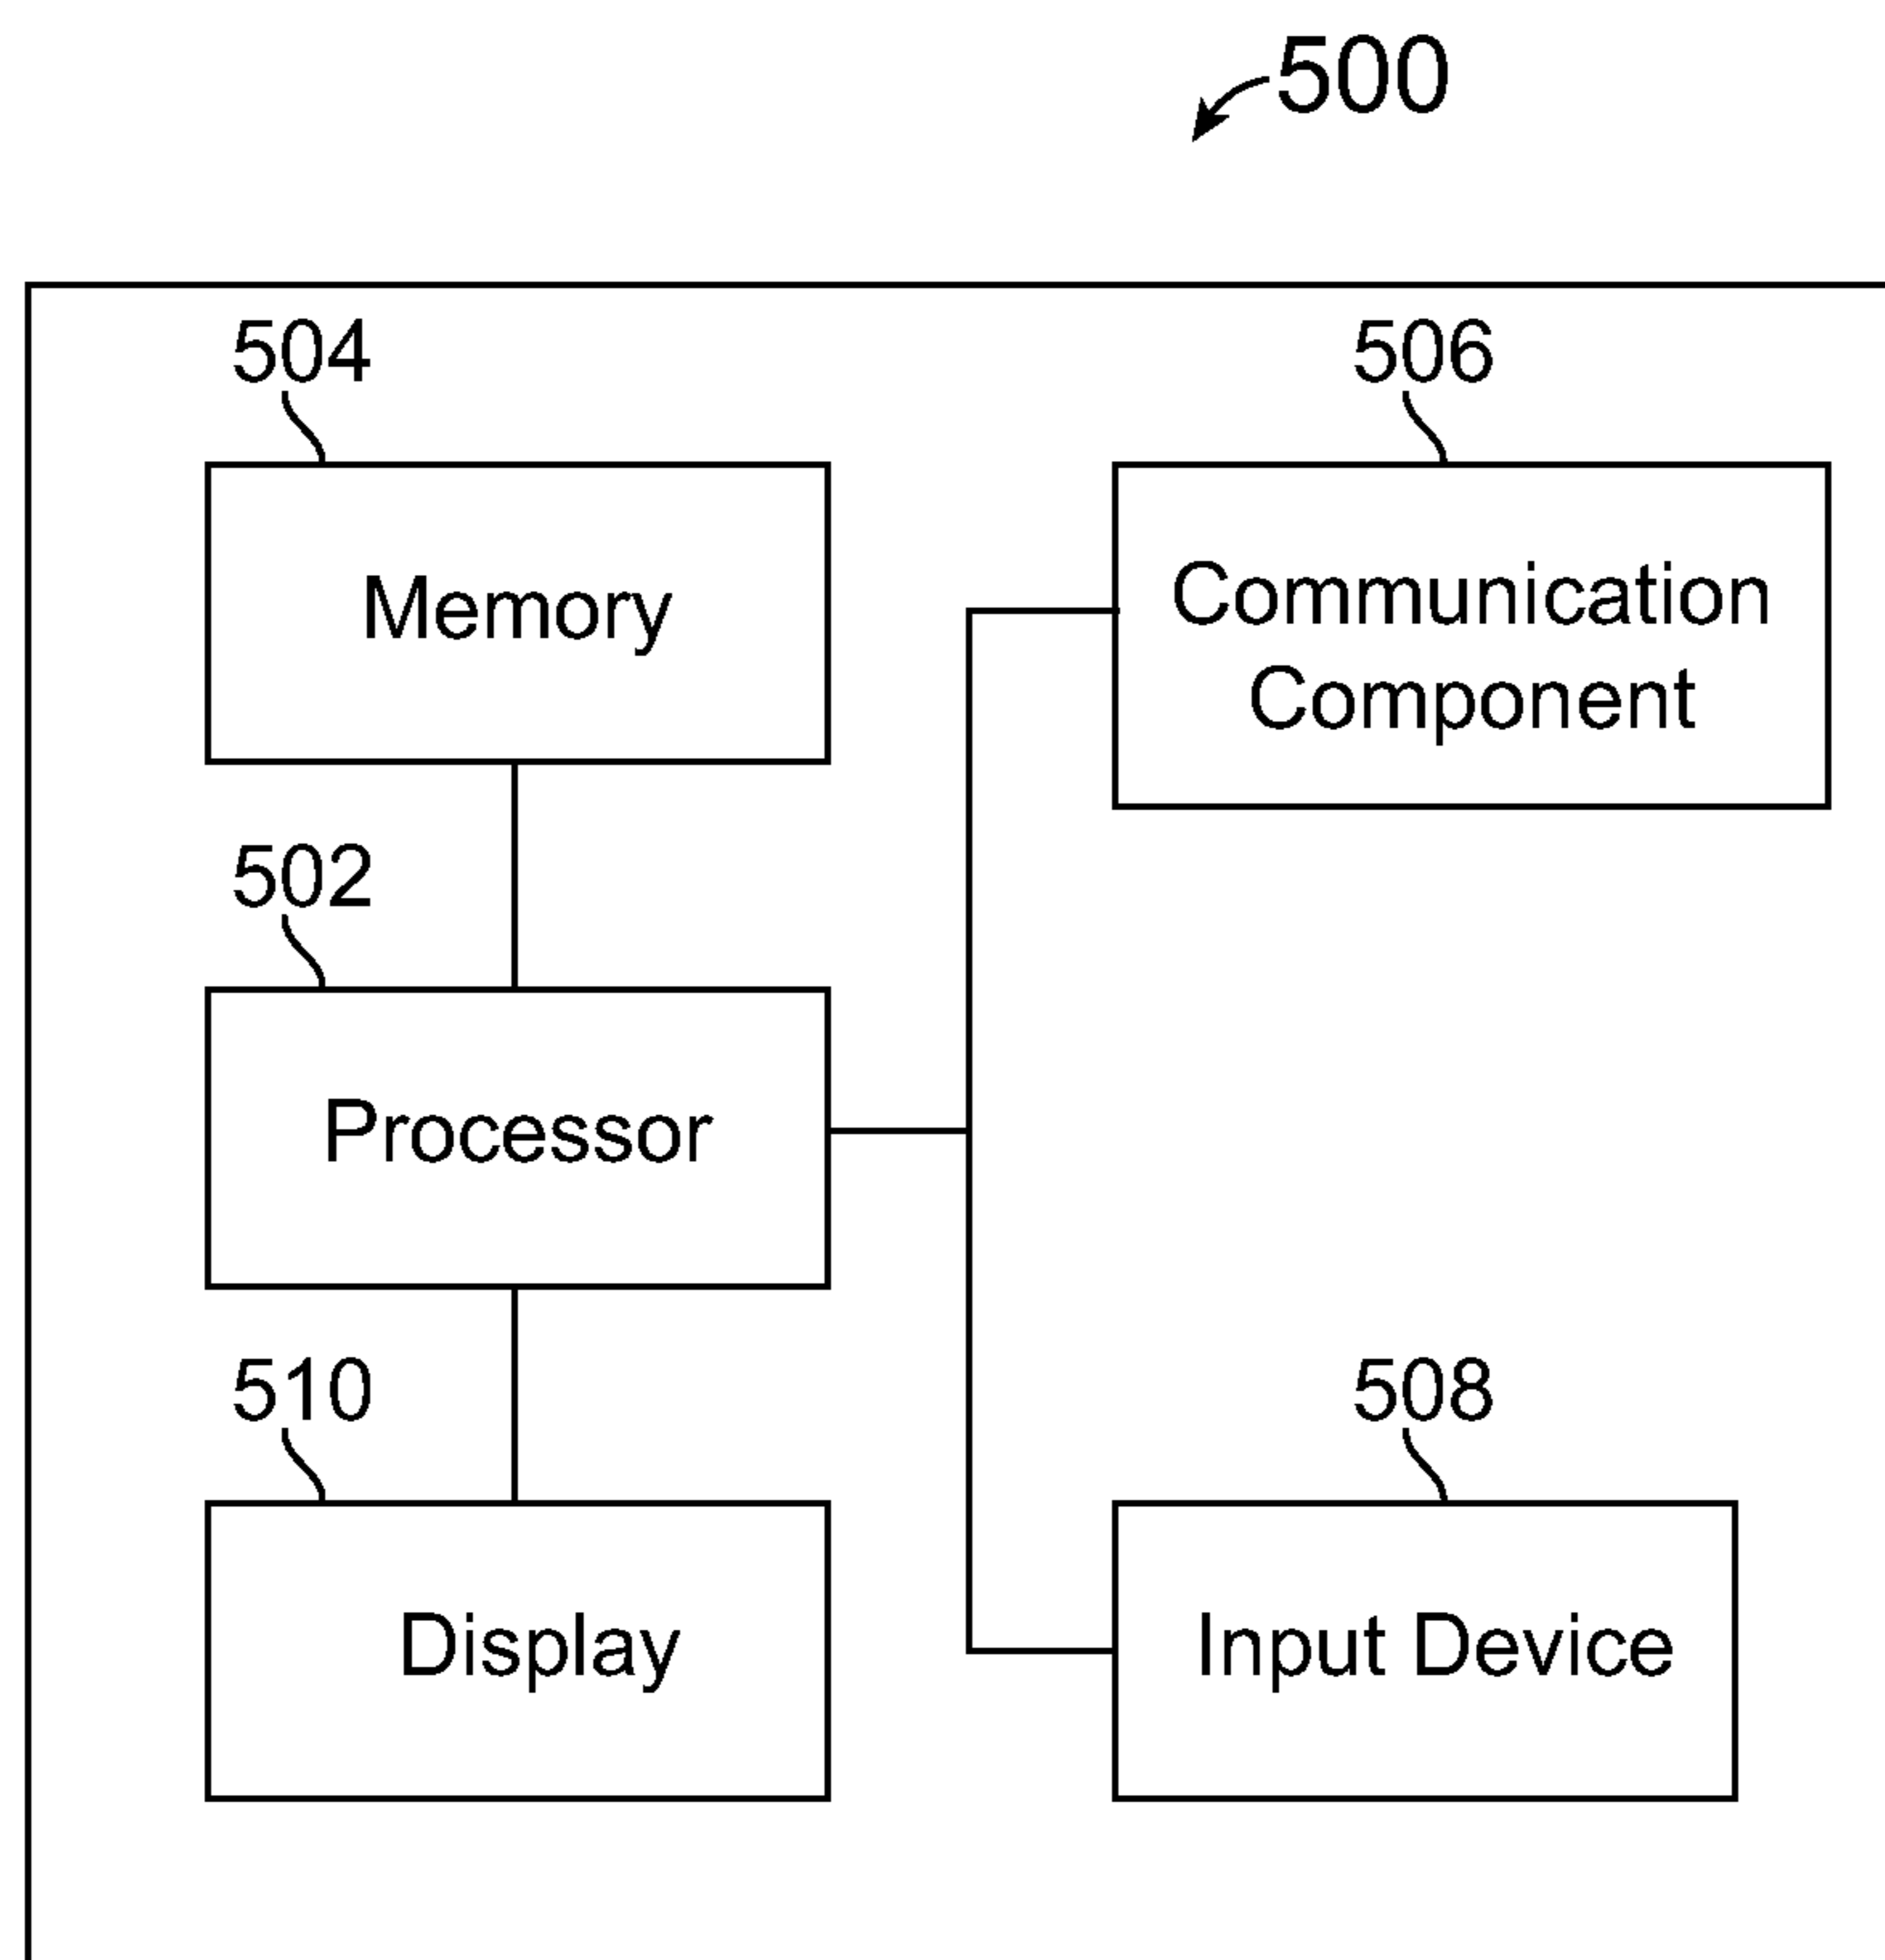 500
504
506
Memory
Communication
Component
502
Processor
510
508
Display
Input Device